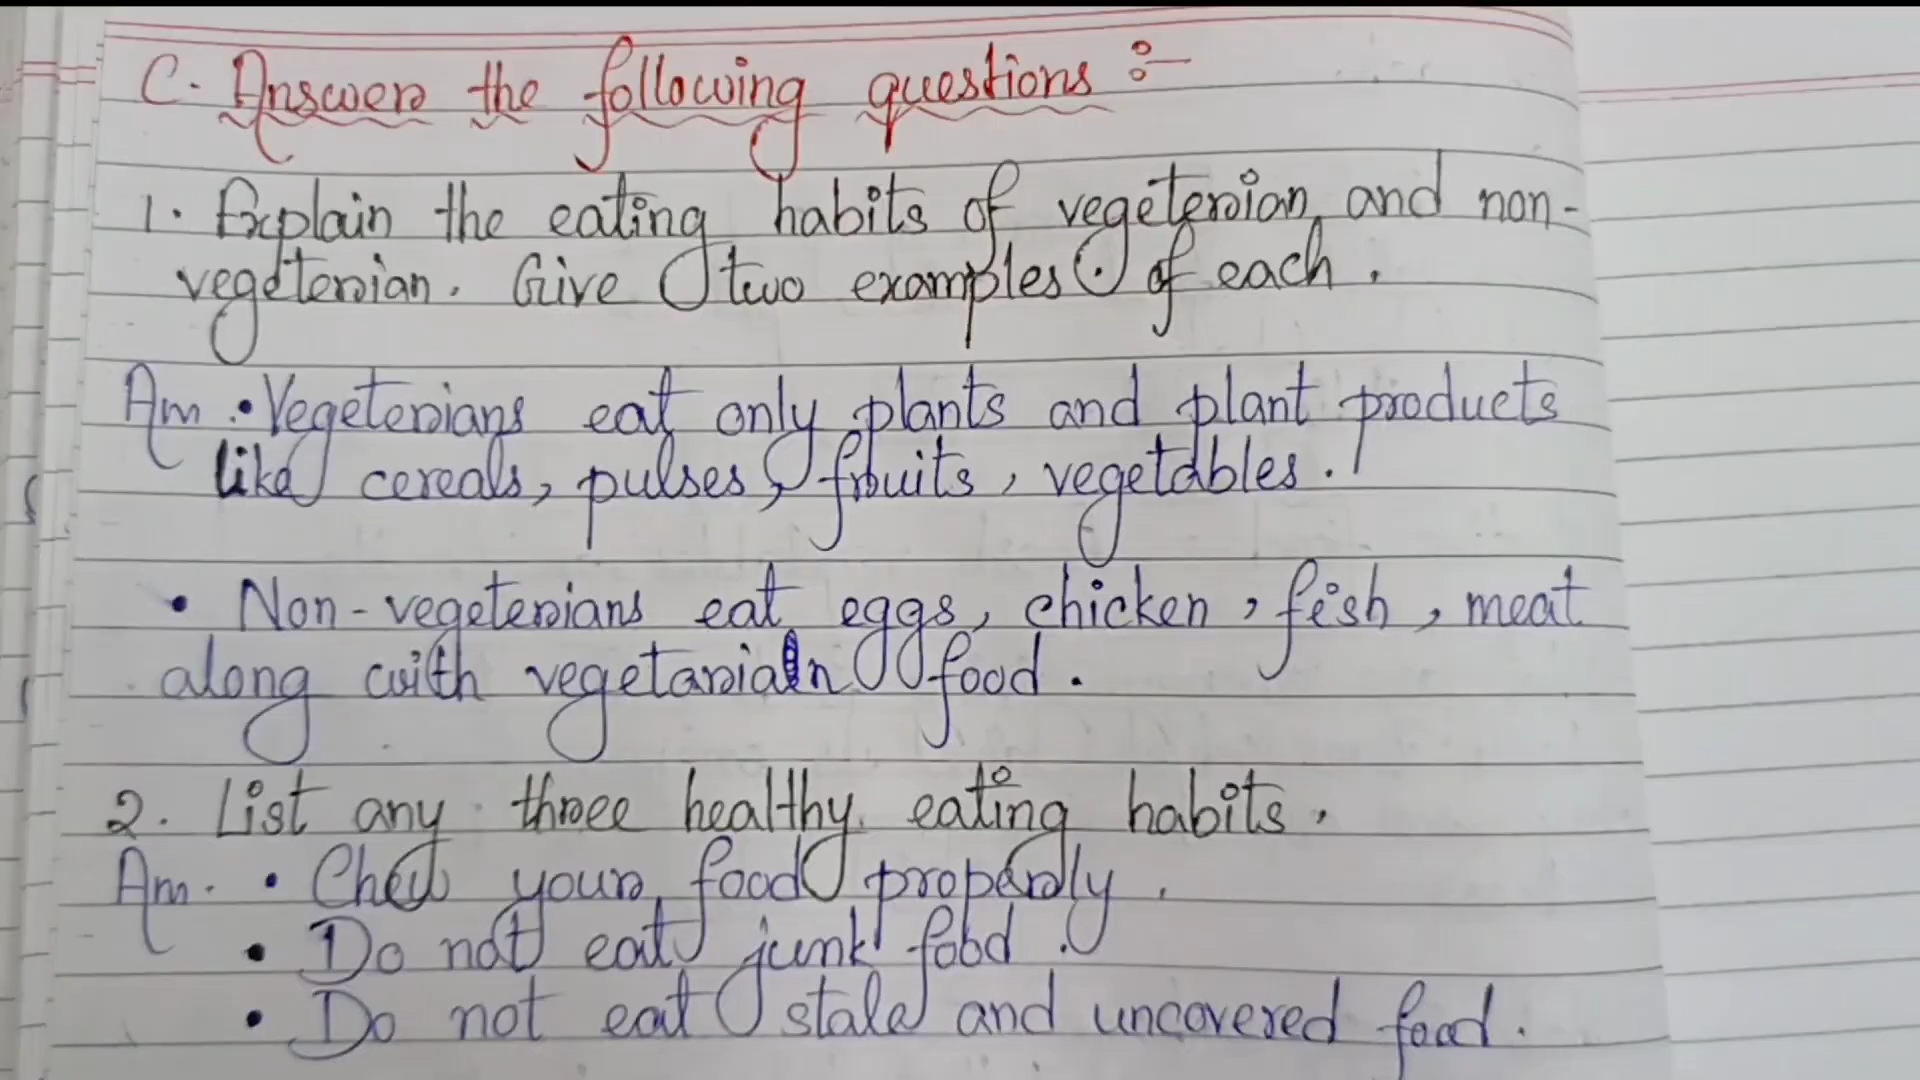 C. Answer the following questions :-
1. Explain the eating habits of vegeterian and non-
vegeterian. Give two examples of each.
Ans. • Vegeterians eat only plants and plant products
like cereals, pulses, fruits, vegetables.
• Non-vegeterians eat eggs, chicken, fish, meat
along with vegetarian food.
2. List any three healthy eating habits.
Ans. • Chew your food properly.
• Do not eat junk food.
• Do not eat stale and uncovered food.